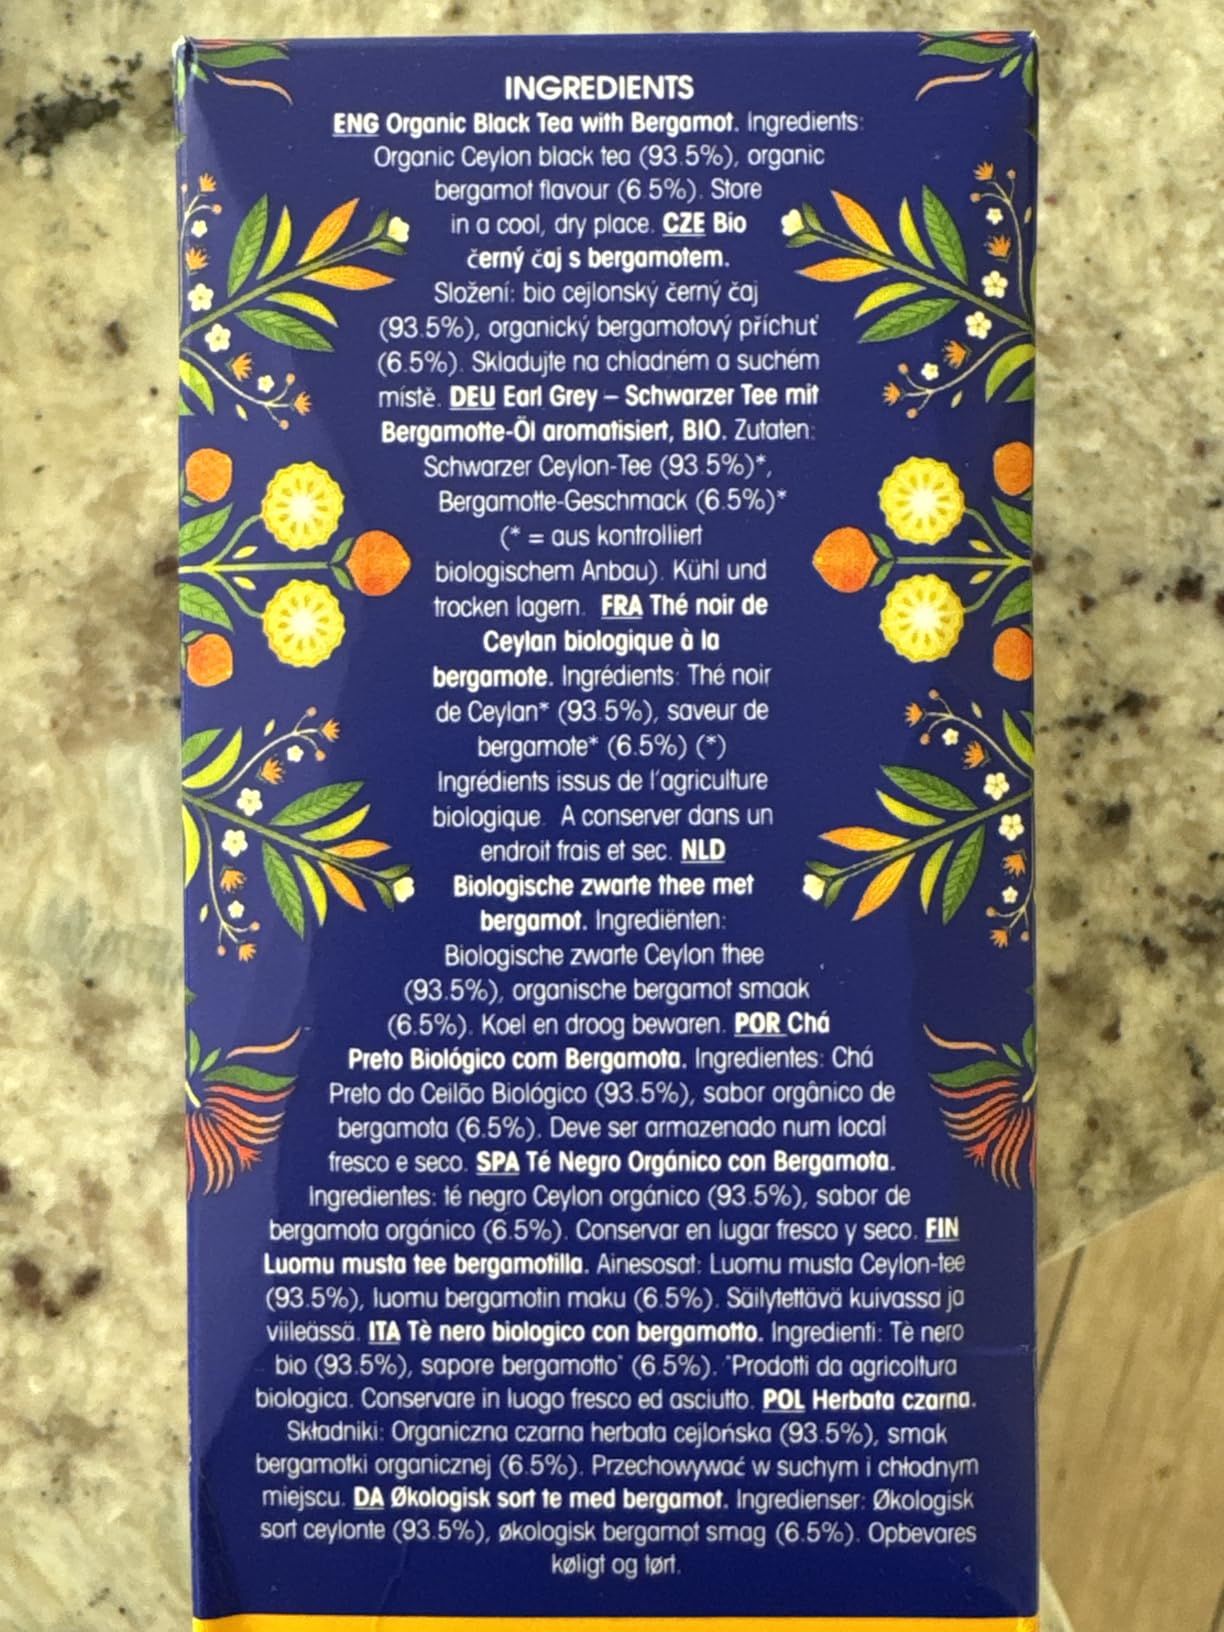 INGREDIENTS
ENG Organic Black Tea with Bergamot. Ingredients:
Organic Ceylon black tea (93.5%), organic
bergamot flavour (6.5%). Store
in a cool, dry place. CZE Bio
černý čaj s bergamotem.
Složení: bio cejlonský černý čaj
(93.5%), organický bergamotový příchuť
(6.5%). Skladujte na chladném a suchém
místě. DEU Earl Grey – Schwarzer Tee mit
Bergamotte-Öl aromatisiert, BIO. Zutaten:
Schwarzer Ceylon-Tee (93.5%)*,
Bergamotte-Geschmack (6.5%)*
(* = aus kontrolliert
biologischem Anbau). Kühl und
trocken lagern. FRA Thé noir de
Ceylan biologique à la
bergamote. Ingrédients: Thé noir
de Ceylan* (93.5%), saveur de
bergamote* (6.5%) (*)
Ingrédients issus de l'agriculture
biologique. A conserver dans un
endroit frais et sec. NLD
Biologische zwarte thee met
bergamot. Ingrediënten:
Biologische zwarte Ceylon thee
(93.5%), organische bergamot smaak
(6.5%). Koel en droog bewaren. POR Chá
Preto Biológico com Bergamota. Ingredientes: Chá
Preto do Ceilão Biológico (93.5%), sabor orgânico de
bergamota (6.5%). Deve ser armazenado num local
fresco e seco. SPA Té Negro Orgánico con Bergamota.
Ingredientes: té negro Ceylon orgánico (93.5%), sabor de
bergamota orgánico (6.5%). Conservar en lugar fresco y seco. FIN
Luomu musta tee bergamotilla. Ainesosat: Luomu musta Ceylon-tee
(93.5%), luomu bergamotin maku (6.5%). Säilytettävä kuivassa ja
viileässä. ITA Tè nero biologico con bergamotto. Ingredienti: Tè nero
bio (93.5%), sapore bergamotto* (6.5%). *Prodotti da agricoltura
biologica. Conservare in luogo fresco ed asciutto. POL Herbata czarna.
Składniki: Organiczna czarna herbata cejlońska (93.5%), smak
bergamotki organicznej (6.5%). Przechowywać w suchym i chłodnym
miejscu. DA Økologisk sort te med bergamot. Ingredienser: Økologisk
sort ceylonte (93.5%), økologisk bergamot smag (6.5%). Opbevares
køligt og tørt.